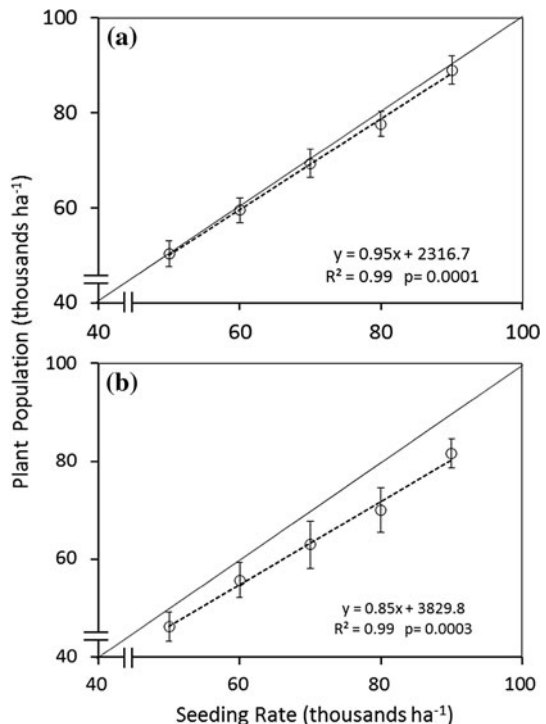 100
(a)
80
60
y = 0.95x + 2316.7
R² = 0.99 p= 0.0001
40
40 60 80 100
100
(b)
80
60
y = 0.85x + 3829.8
R² = 0.99 p= 0.0003
40
40 60 80 100
Plant Population (thousands ha⁻¹)
Seeding Rate (thousands ha⁻¹)